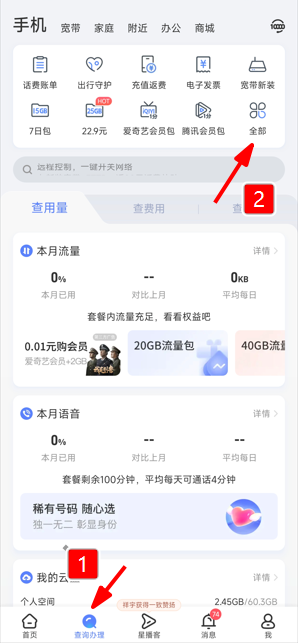 手机 宽带 家庭 附近 办公 商城
话费账单 出行守护 充值返费 电子发票 宽带新装
15GB HOT 25GB iQIYI 1分 1分
7日包 22.9元 爱奇艺会员包 腾讯会员包 全部
远程控制，一键开关网络
2
查用量 查费用 查
本月流量 详情
0% -- 0KB
本月已用 对比上月 平均每日
套餐内流量充足，看看权益吧
0.01元购会员 20GB流量包 40GB流
爱奇艺会员+2GB
本月语音 详情
0% -- --
本月已用 对比上月 平均每日
套餐剩余100分钟，平均每天可通话4分钟
稀有号码 随心选
独一无二 彰显身份
1
我的云 详情
个人空间 2.45GB/60.3GB
祥宇获得一致赞扬 74
首页 查询办理 星播客 消息 我